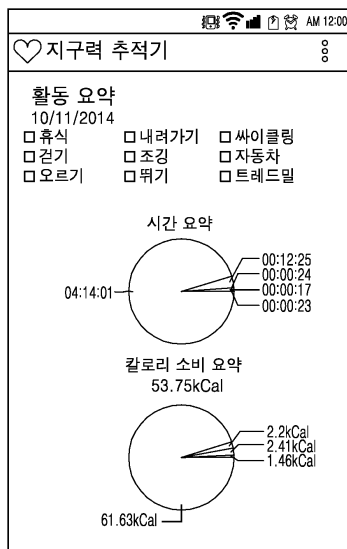 AM 12:00
지구력 추적기
활동 요약
10/11/2014
휴식 내려가기 싸이클링
걷기 조깅 자동차
오르기 뛰기 트레드밀
시간 요약
00:12:25
00:00:24
04:14:01
00:00:17
00:00:23
칼로리 소비 요약
53.75kCal
2.2kCal
2.41kCal
1.46kCal
61.63kCal